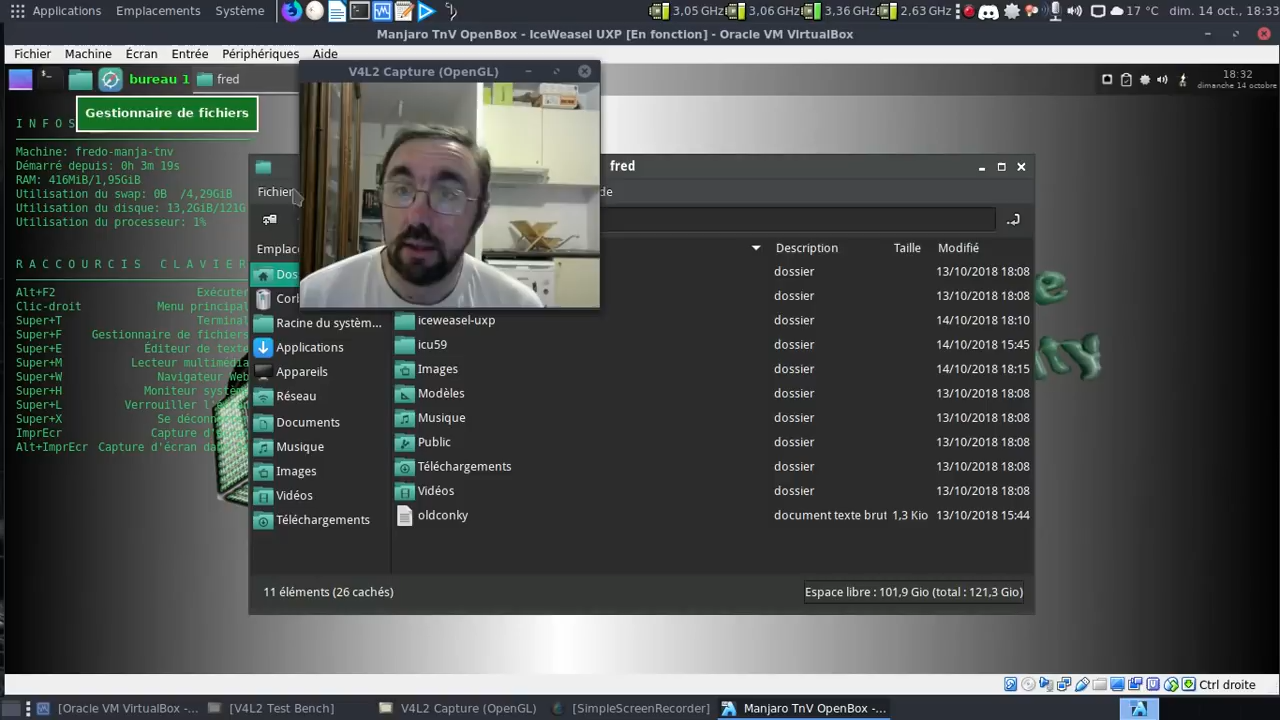 Applications Emplacements Système
3,05 GHz 3,06 GHz 3,36 GHz 2,63 GHz 17 °C dim. 14 oct., 18:33
Manjaro TnV OpenBox - IceWeasel UXP [En fonction] - Oracle VM VirtualBox
Fichier Machine Écran Entrée Périphériques Aide
V4L2 Capture (OpenGL)
bureau 1 fred
18:32
dimanche 14 octobre
Gestionnaire de fichiers
INFOS
Machine: fredo-manja-tnv
Démarré depuis: 0h 3m 19s
RAM: 416MiB/1,95GiB
Utilisation du swap: 0B /4,29GiB
Utilisation du disque: 13,2GiB/121G
Utilisation du processeur: 1%
RACCOURCIS CLAVIER
Alt+F2 Exécuter
Clic-droit Menu principal
Super+T Terminal
Super+F Gestionnaire de fichiers
Super+E Editeur de texte
Super+M Lecteur multimédia
Super+W Navigateur Web
Super+H Moniteur système
Super+L Verrouiller l'é
Super+X Se déconn
ImprEcr Capture d'é
Alt+ImprEcr Capture d'écran da
fred
Fichier de
Emplace
Description Taille Modifié
Dos
Corb
Racine du systèm...
Applications
Appareils
Réseau
Documents
Musique
Images
Vidéos
Téléchargements
dossier 13/10/2018 18:08
dossier 13/10/2018 18:08
iceweasel-uxp dossier 14/10/2018 18:10
icu59 dossier 14/10/2018 15:45
Images dossier 14/10/2018 18:15
Modèles dossier 13/10/2018 18:08
Musique dossier 13/10/2018 18:08
Public dossier 13/10/2018 18:08
Téléchargements dossier 13/10/2018 18:08
Vidéos dossier 13/10/2018 18:08
oldconky document texte brut 1,3 Kio 13/10/2018 15:44
11 éléments (26 cachés)
Espace libre : 101,9 Gio (total : 121,3 Gio)
Ctrl droite
[Oracle VM VirtualBox -... [V4L2 Test Bench] V4L2 Capture (OpenGL) [SimpleScreenRecorder] Manjaro TnV OpenBox -...